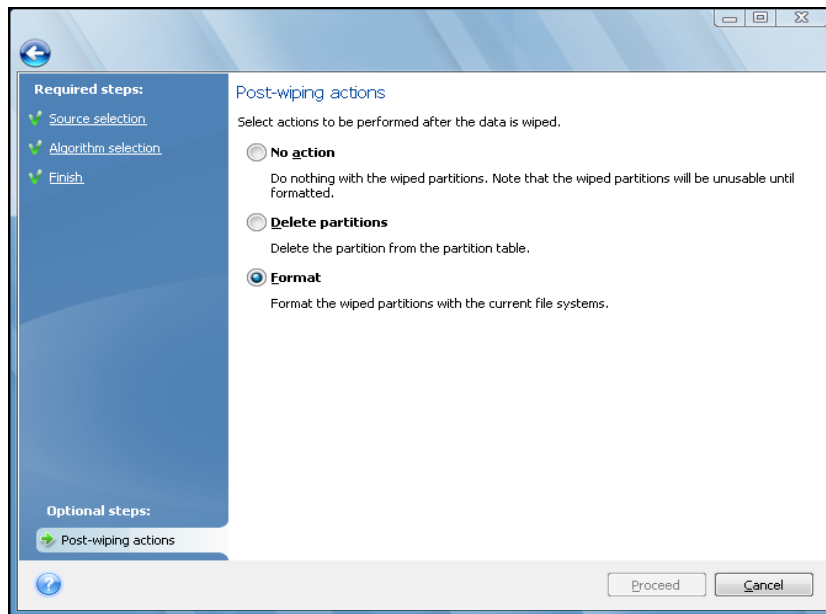 Required steps:
Source selection
Algorithm selection
Finish
Post-wiping actions
Select actions to be performed after the data is wiped.
No action
Do nothing with the wiped partitions. Note that the wiped partitions will be unusable until
formatted.
Delete partitions
Delete the partition from the partition table.
Format
Format the wiped partitions with the current file systems.
Optional steps:
Post-wiping actions
?
Proceed
Cancel